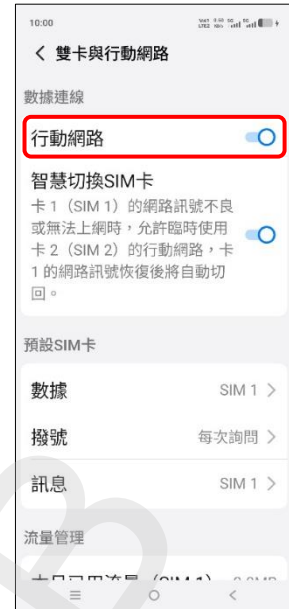 10:00
雙卡與行動網路
數據連線
行動網路
智慧切換SIM卡
卡 1（SIM 1）的網路訊號不良
或無法上網時，允許臨時使用
卡 2（SIM 2）的行動網路，卡
1 的網路訊號恢復後將自動切
回。
預設SIM卡
數據 SIM 1
撥號 每次詢問
訊息 SIM 1
流量管理